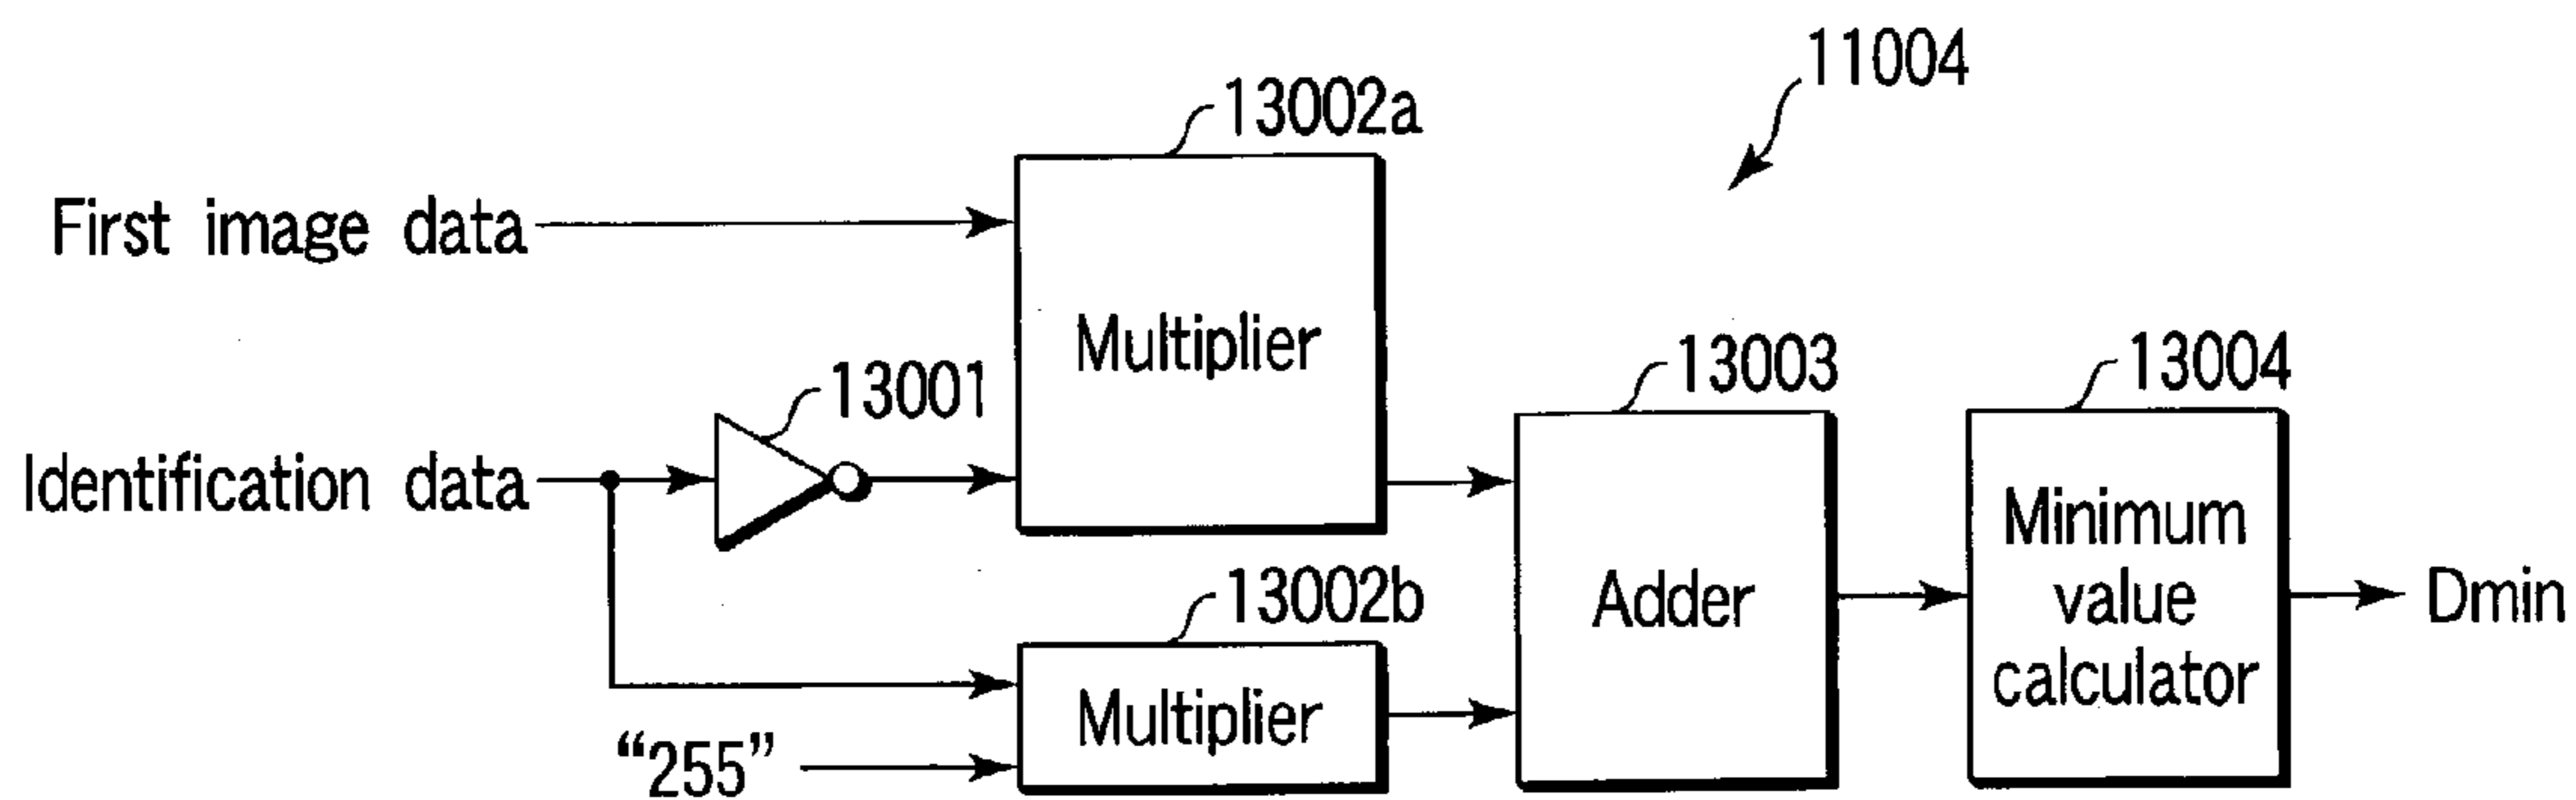 11004
13002a
First image data
Multiplier
13001
Identification data
13002b
Multiplier
"255"
13003
Adder
13004
Minimum
value
calculator
Dmin